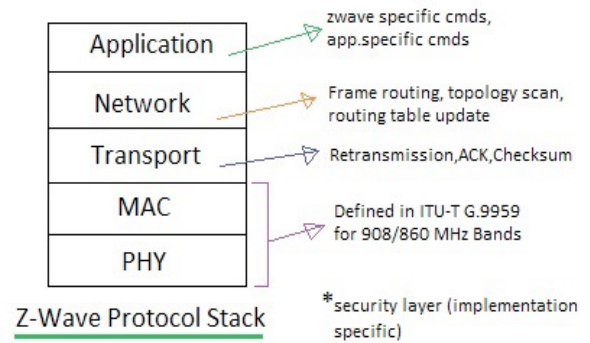 Application
zwave specific cmds,
app.specific cmds
Network
Frame routing, topology scan,
routing table update
Transport
Retransmission,ACK,Checksum
MAC
PHY
Defined in ITU-T G.9959
for 908/860 MHz Bands
Z-Wave Protocol Stack
*security layer (implementation
specific)